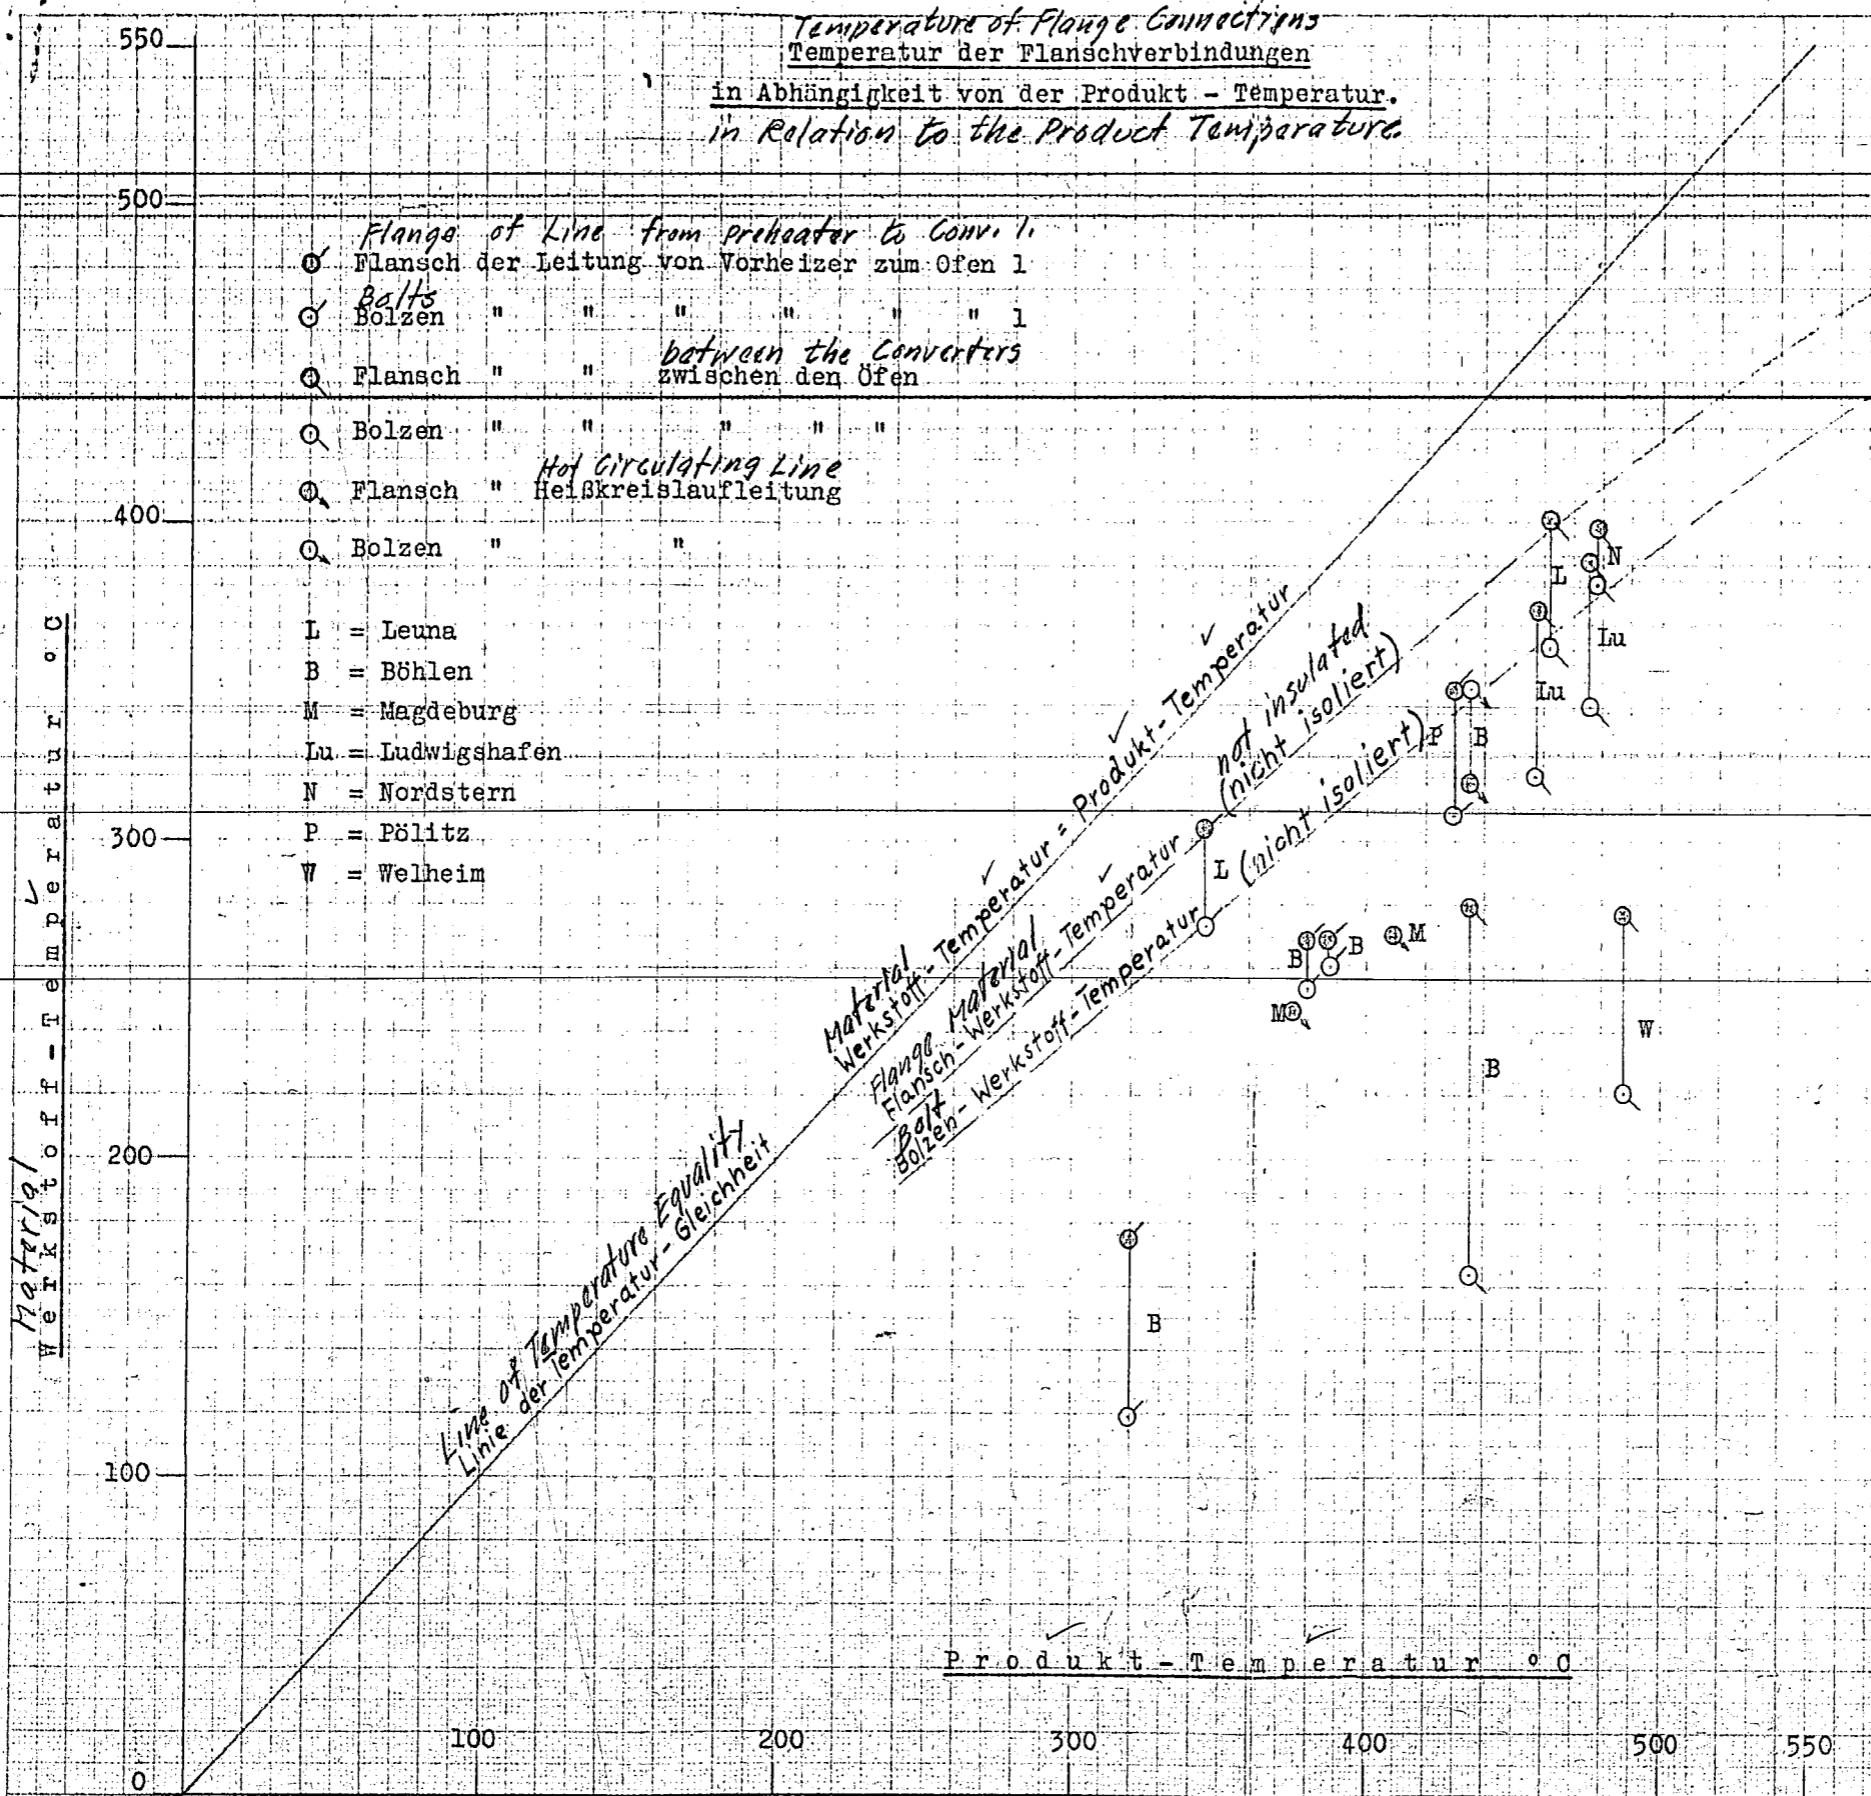 Temperature of Flange Connections
Temperatur der Flanschverbindungen
in Abhängigkeit von der Produkt - Temperatur.
in Relation to the Product Temperature.
550
500
400
300
200
100
0
Flange of Line from preheater to Conv. 1.
Flansch der Leitung von Vorheizer zum Ofen 1
Bolts
Bolzen " " " " " " 1
between the Converters
Flansch " " zwischen den Öfen
Bolzen " " " " "
Hot Circulating Line
Flansch " Heißkreislaufleitung
Bolzen " "
L = Leuna
B = Böhlen
M = Magdeburg
Lu = Ludwigshafen
N = Nordstern
P = Pölitz
W = Welheim
Material
Werkstoff - Temperatur °C
Line of Temperature Equality
Linie der Temperatur - Gleichheit
Material
Werkstoff - Temperatur = Produkt - Temperatur
Flange Material
Flansch - Werkstoff - Temperatur
not insulated
(nicht isoliert)
Bolt
Bolzen - Werkstoff - Temperatur
(nicht isoliert)
L
N
Lu
Lu
P
B
L
B
B
M
M
B
W
B
Produkt - Temperatur °C
100
200
300
400
500
550